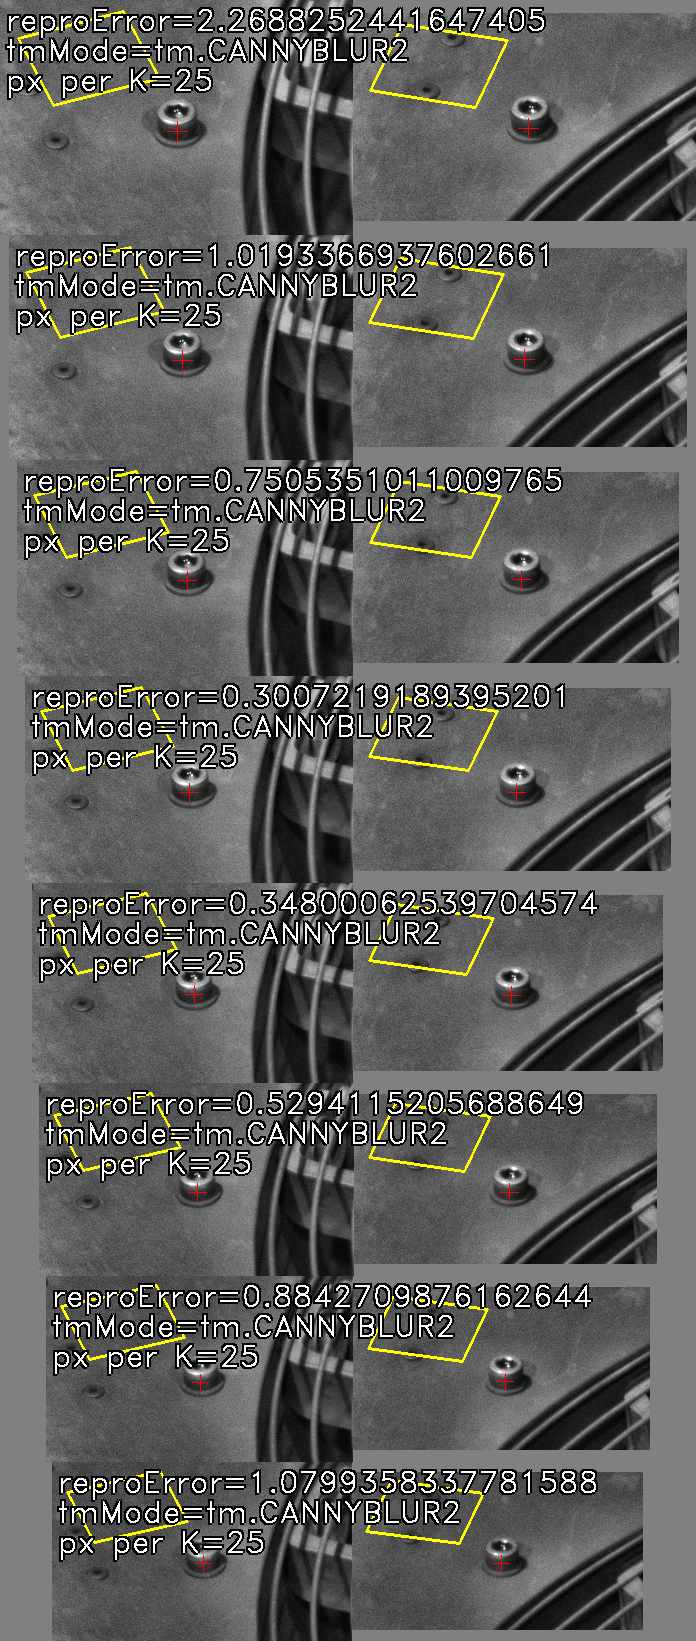 reproError=2.2688252441647405
tmMode=tm.CANNYBLUR2
px per K=25
reproError=1.0193366937602661
tmMode=tm.CANNYBLUR2
px per K=25
reproError=0.7505351011009765
tmMode=tm.CANNYBLUR2
px per K=25
reproError=0.3007219189395201
tmMode=tm.CANNYBLUR2
px per K=25
reproError=0.34800062539704574
tmMode=tm.CANNYBLUR2
px per K=25
reproError=0.5294115205688649
tmMode=tm.CANNYBLUR2
px per K=25
reproError=0.8842709876162644
tmMode=tm.CANNYBLUR2
px per K=25
reproError=1.0799358337781588
tmMode=tm.CANNYBLUR2
px per K=25